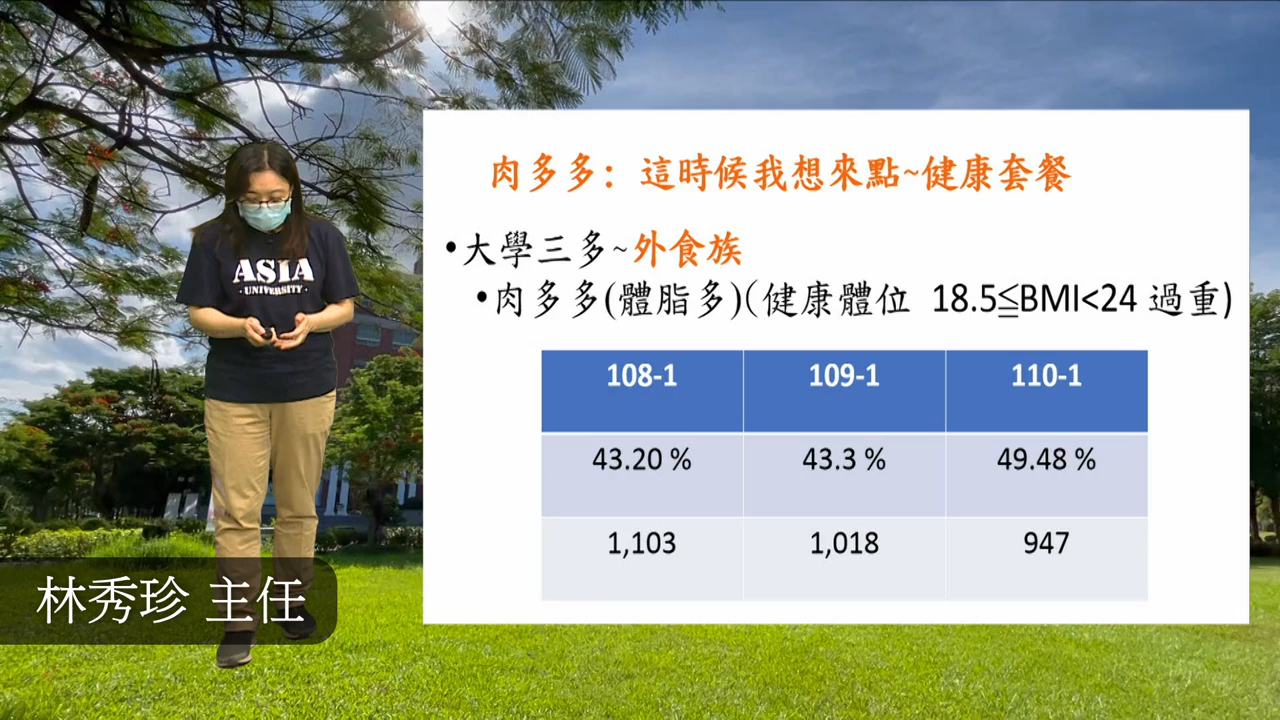 肉多多：這時候我想來點~健康套餐
•大學三多~外食族
•肉多多(體脂多)(健康體位 18.5≦BMI<24 過重)
108-1 109-1 110-1
43.20 % 43.3 % 49.48 %
1,103 1,018 947
ASIA
·UNIVERSITY·
林秀珍 主任